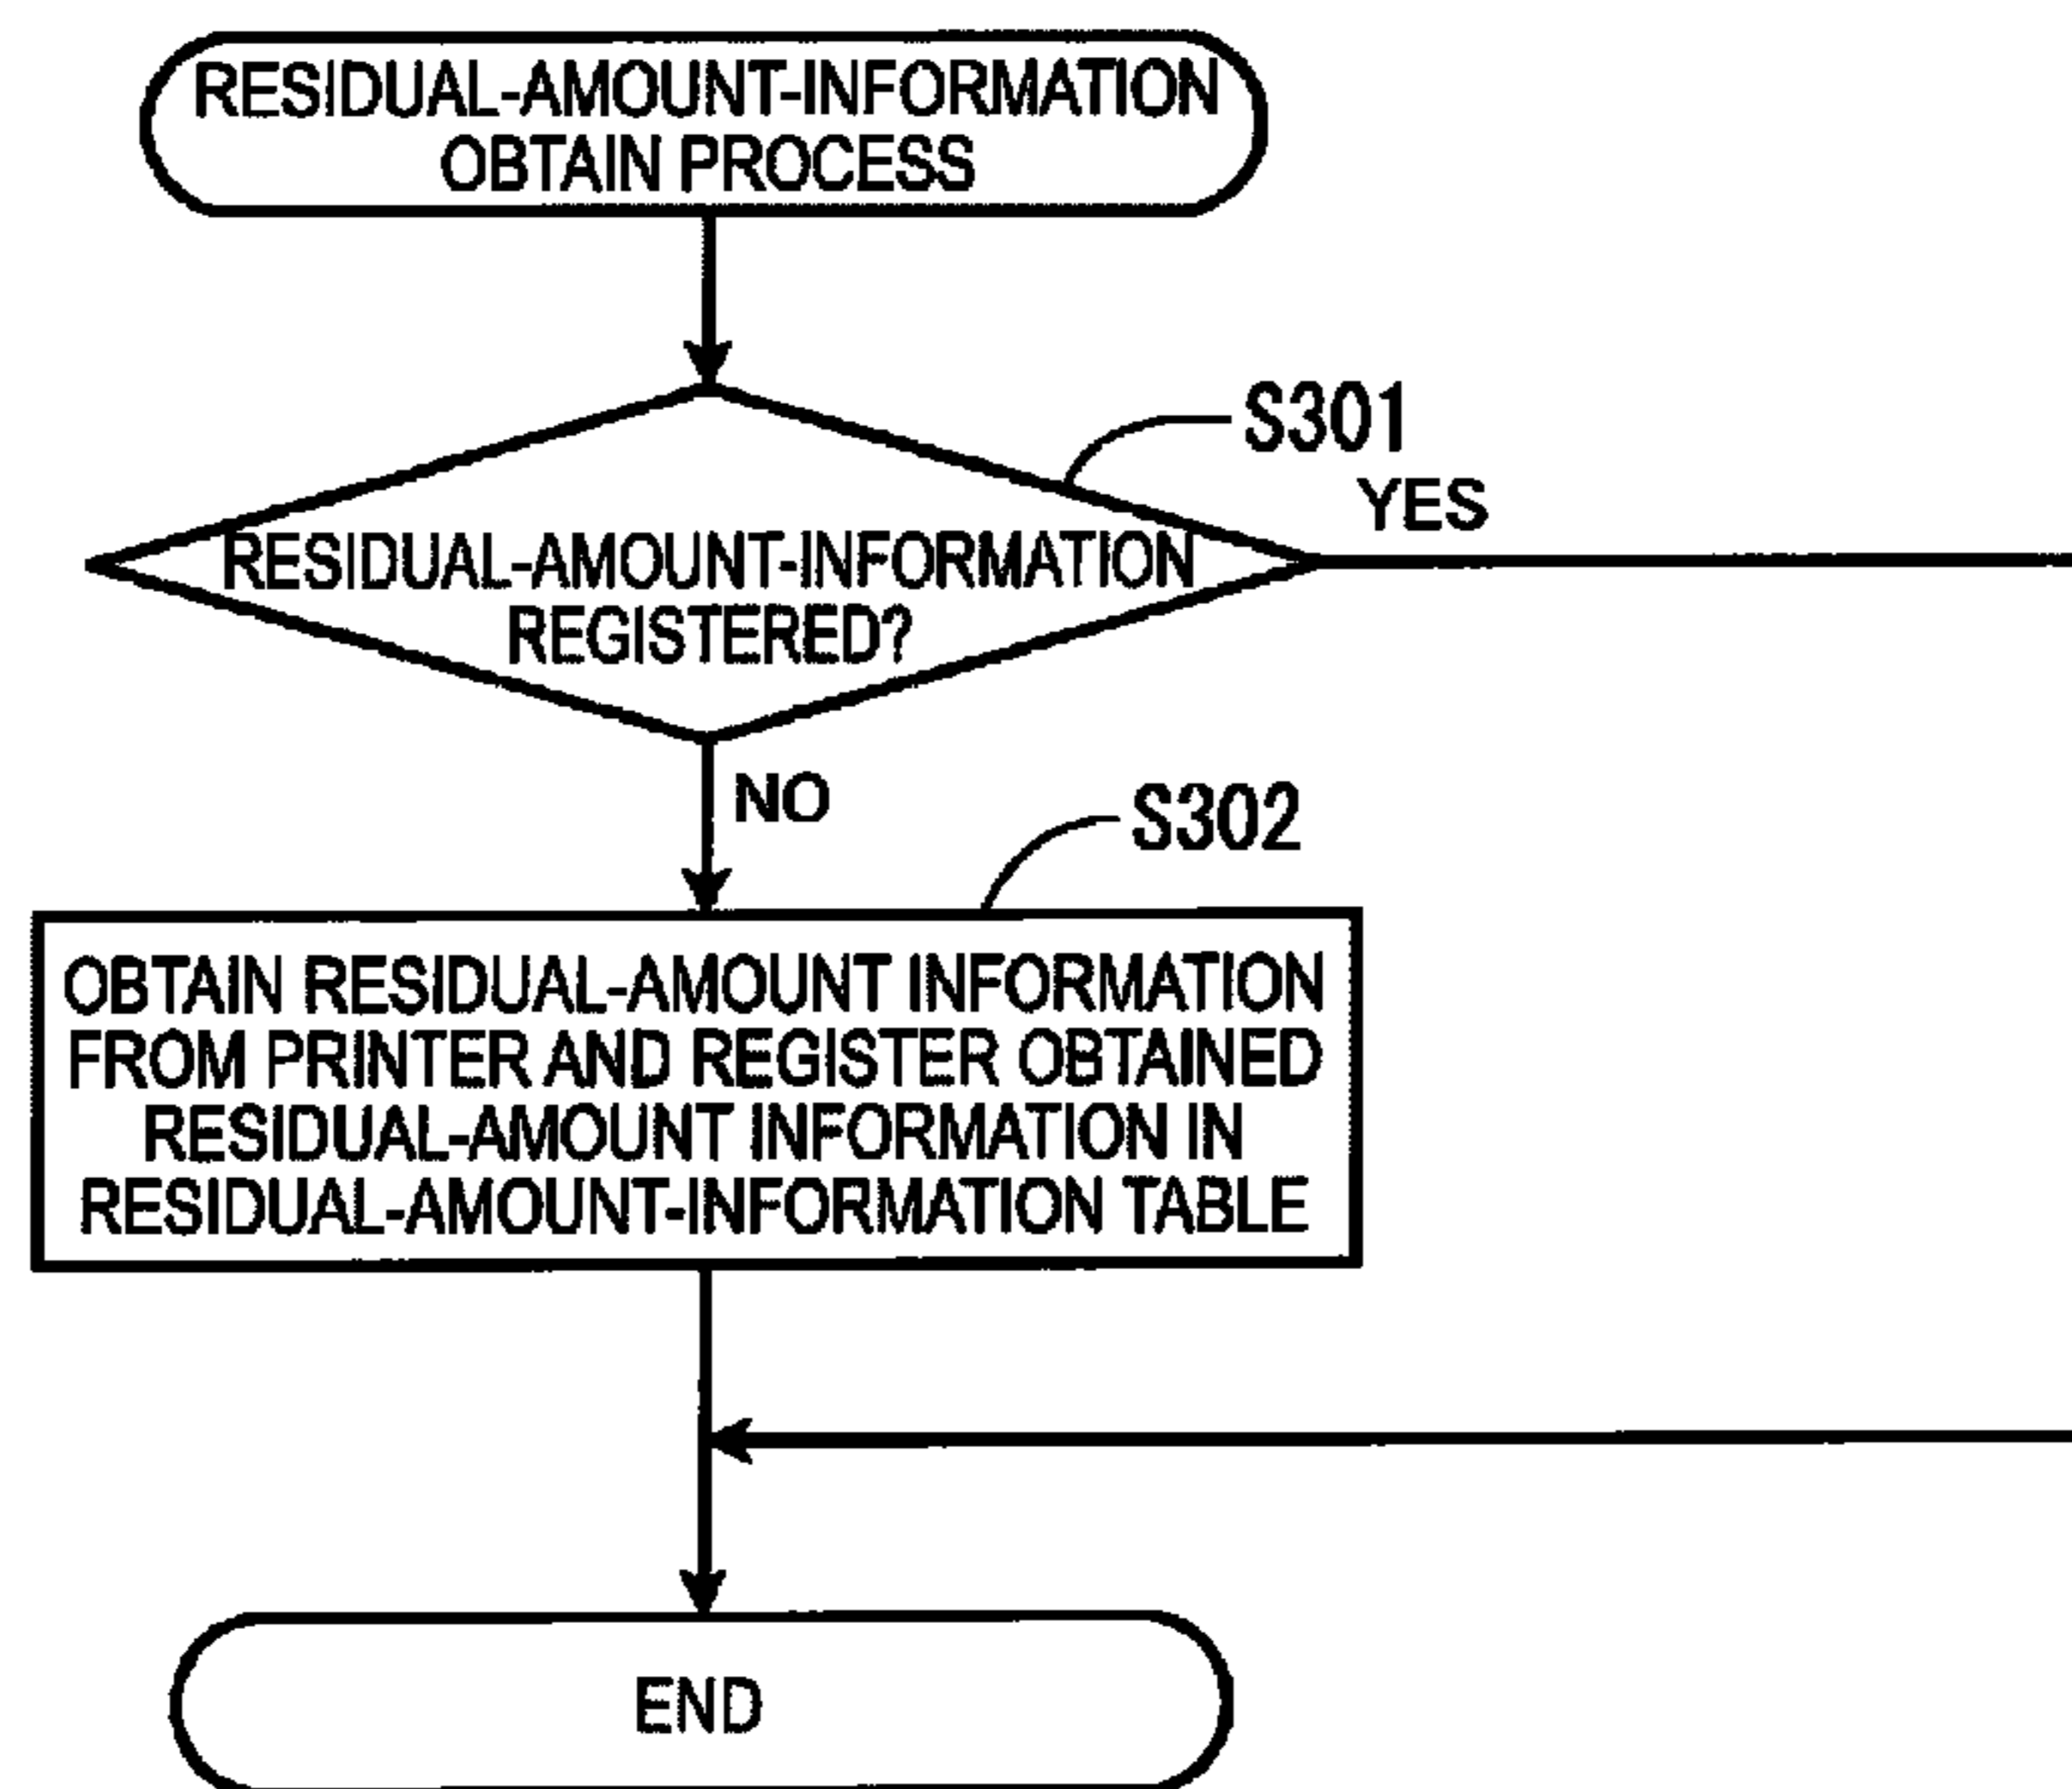 RESIDUAL-AMOUNT-INFORMATION
OBTAIN PROCESS
S301
YES
RESIDUAL-AMOUNT-INFORMATION
REGISTERED?
NO
S302
OBTAIN RESIDUAL-AMOUNT INFORMATION
FROM PRINTER AND REGISTER OBTAINED
RESIDUAL-AMOUNT INFORMATION IN
RESIDUAL-AMOUNT-INFORMATION TABLE
END